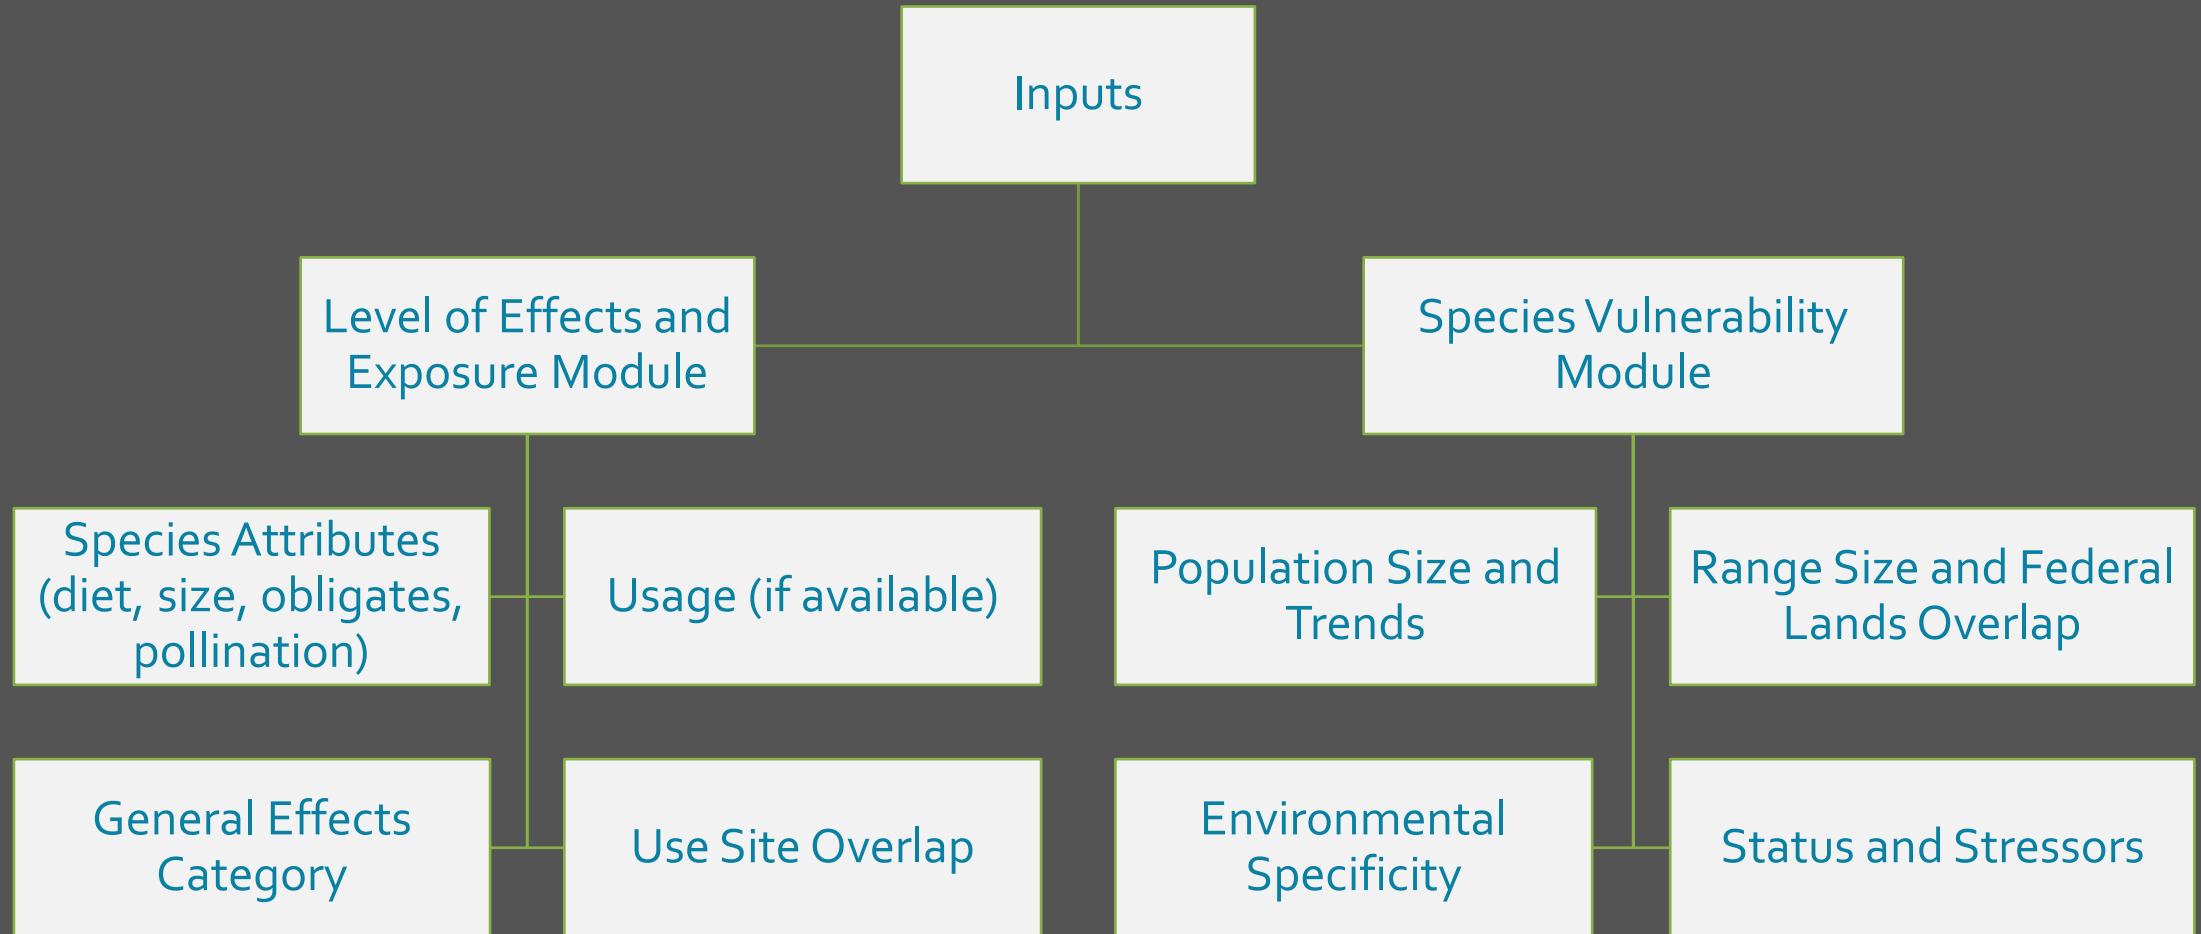 Inputs
Level of Effects and
Exposure Module
Species Vulnerability
Module
Species Attributes
(diet, size, obligates,
pollination)
Usage (if available)
Population Size and
Trends
Range Size and Federal
Lands Overlap
General Effects
Category
Use Site Overlap
Environmental
Specificity
Status and Stressors